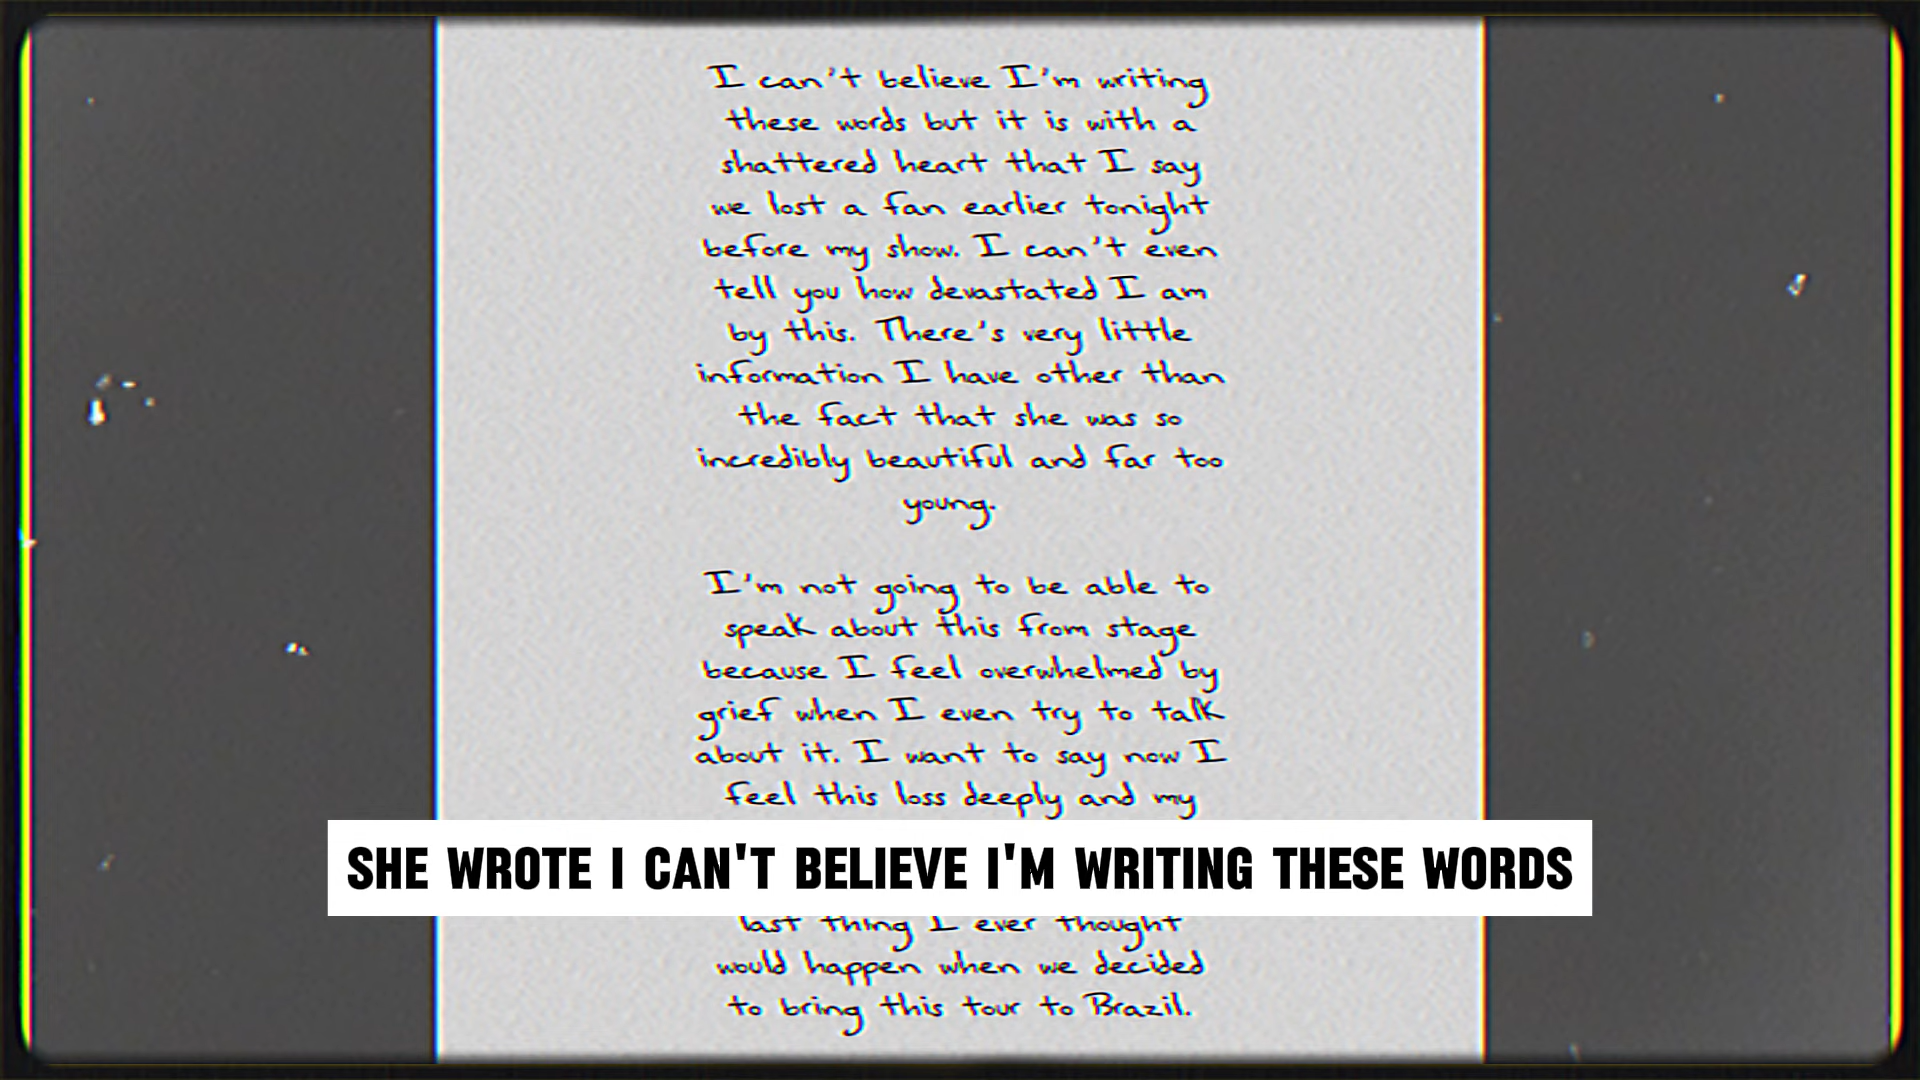 I can't believe I'm writing
these words but it is with a
shattered heart that I say
we lost a fan earlier tonight
before my show. I can't even
tell you how devastated I am
by this. There's very little
information I have other than
the fact that she was so
incredibly beautiful and far too
young.
I'm not going to be able to
speak about this from stage
because I feel overwhelmed by
grief when I even try to talk
about it. I want to say now I
feel this loss deeply and my
SHE WROTE I CAN'T BELIEVE I'M WRITING THESE WORDS
last thing I ever thought
would happen when we decided
to bring this tour to Brazil.